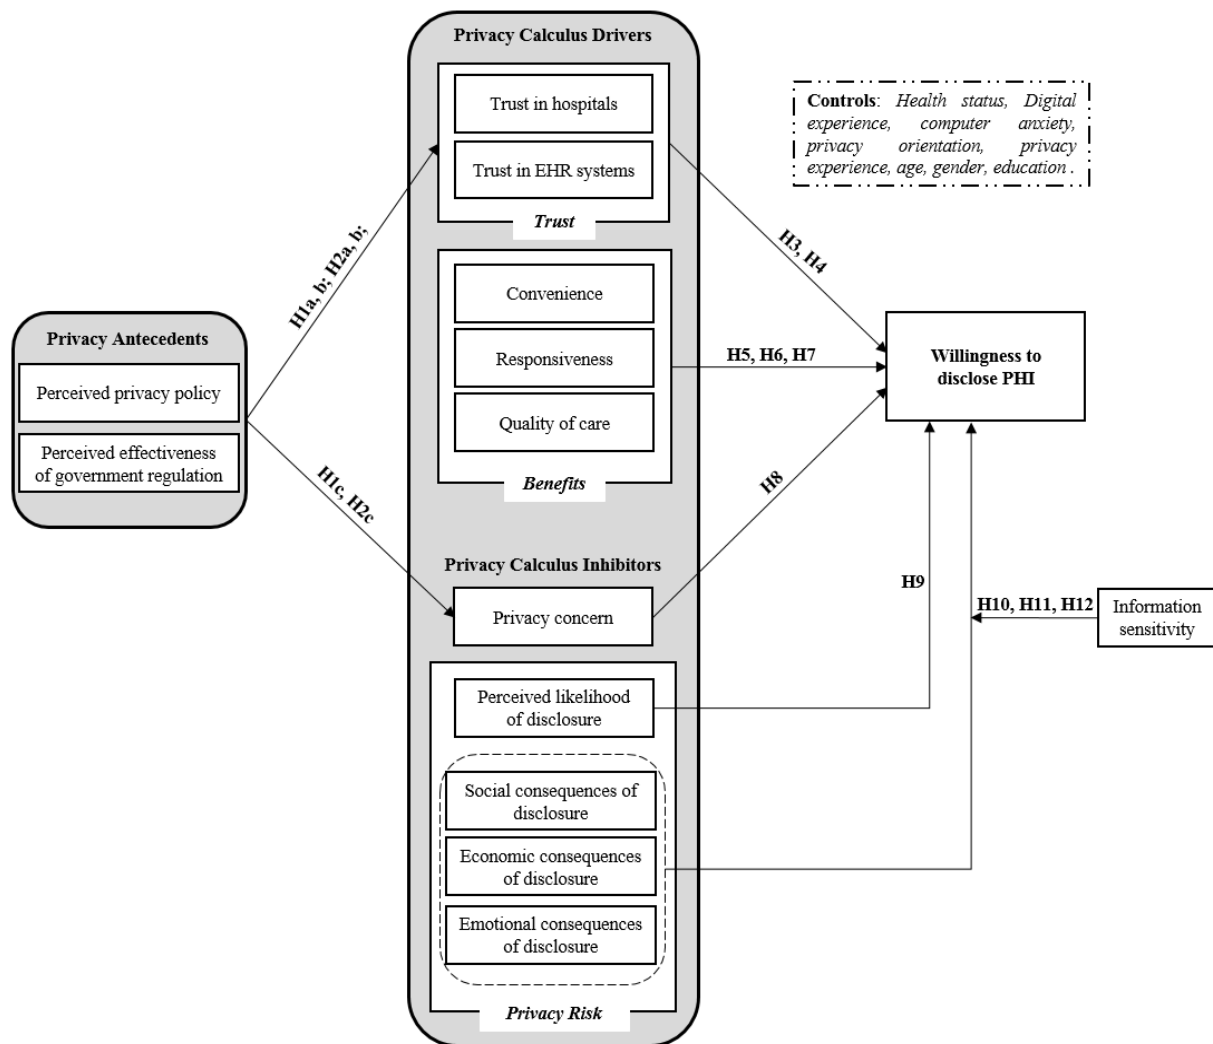 Privacy Calculus Drivers
Trust in hospitals
Trust in EHR systems
Trust
Controls: Health status, Digital
experience, computer anxiety,
privacy orientation, privacy
experience, age, gender, education .
H1a, b; H2a, b;
H3, H4
Convenience
Responsiveness
Quality of care
Benefits
H5, H6, H7
Privacy Antecedents
Perceived privacy policy
Perceived effectiveness
of government regulation
Willingness to
disclose PHI
H1c, H2c
H8
Privacy Calculus Inhibitors
Privacy concern
H9
H10, H11, H12
Information
sensitivity
Perceived likelihood
of disclosure
Social consequences of
disclosure
Economic consequences
of disclosure
Emotional consequences
of disclosure
Privacy Risk